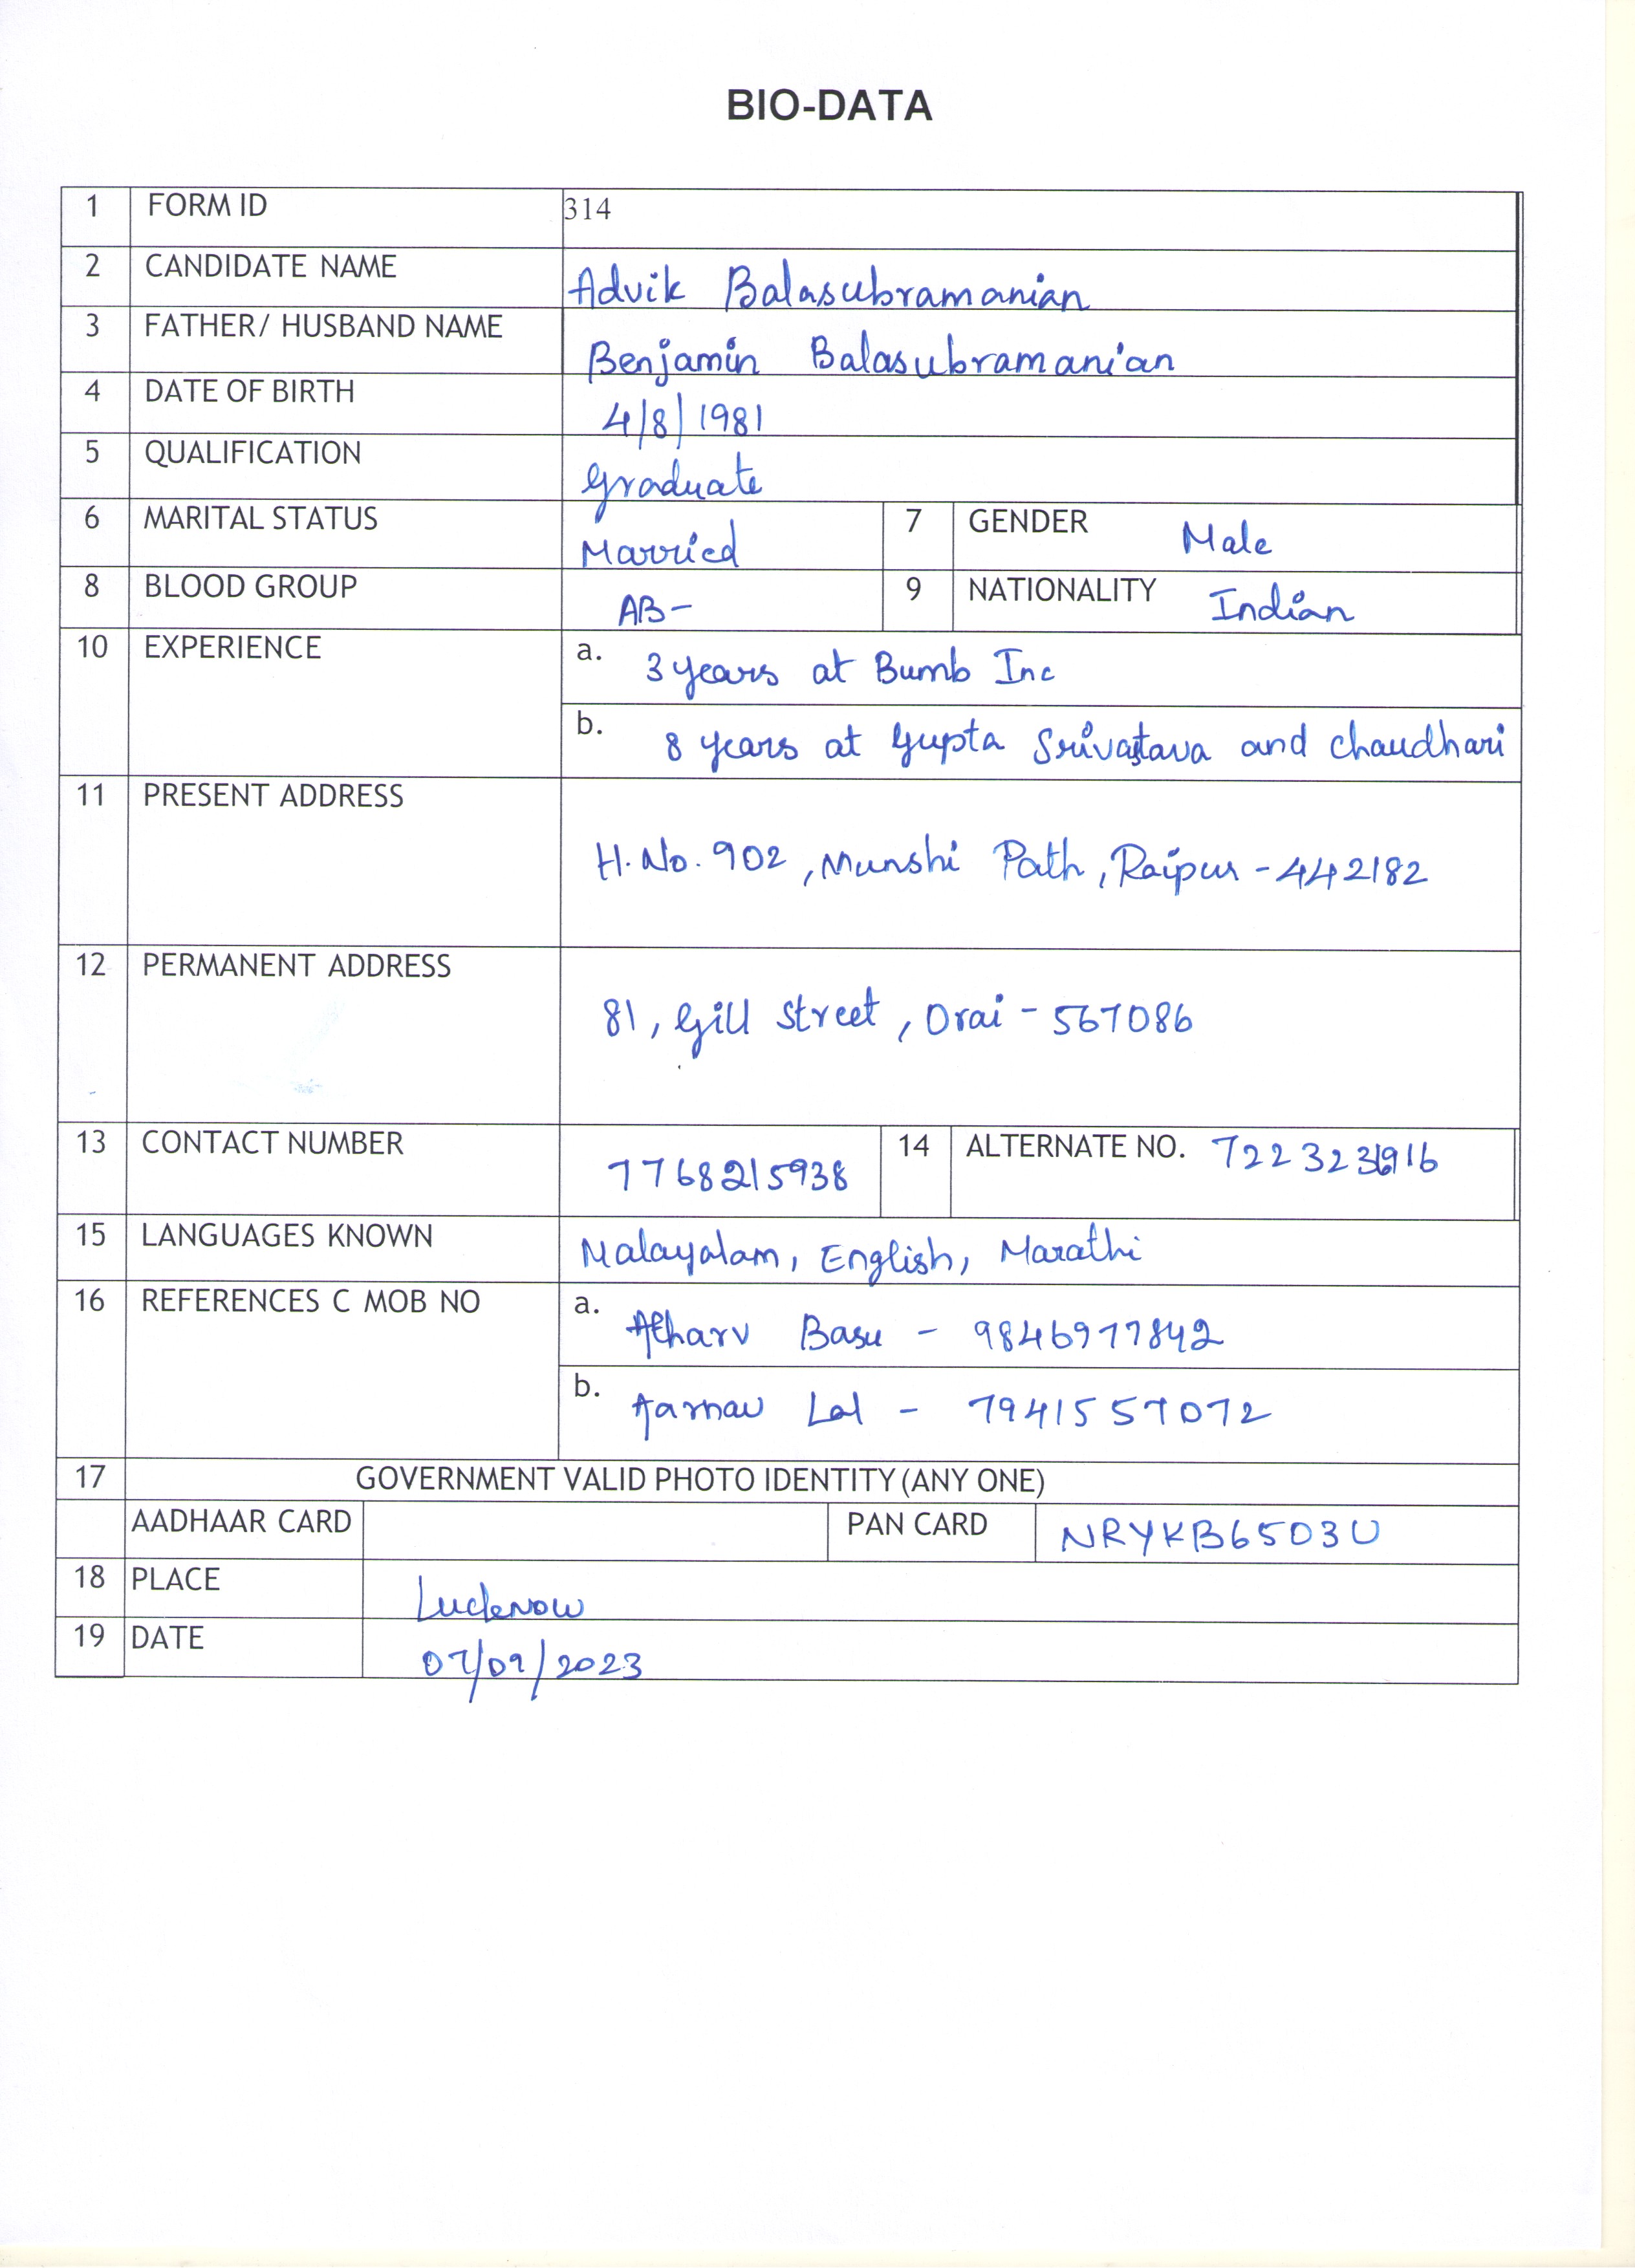 BIO-DATA
1 FORM ID 314
2 CANDIDATE NAME Advik Balasubramanian
3 FATHER/ HUSBAND NAME Benjamin Balasubramanian
4 DATE OF BIRTH 4/8/1981
5 QUALIFICATION Graduate
6 MARITAL STATUS Married 7 GENDER Male
8 BLOOD GROUP AB- 9 NATIONALITY Indian
10 EXPERIENCE a. 3 years at Bumb Inc
b. 8 years at Gupta Srivastava and Chaudhari
11 PRESENT ADDRESS
H.No. 902, Munshi Path, Raipur - 442182
12 PERMANENT ADDRESS
81, Gill Street, Orai - 567086
13 CONTACT NUMBER 7768215938 14 ALTERNATE NO.
15 LANGUAGES KNOWN Malayalam, English, Marathi
16 REFERENCES C MOB NO a. Atharv Basu - 9846977842
b. Aarnav Lal - 7941557072
17 GOVERNMENT VALID PHOTO IDENTITY (ANY ONE)
AADHAAR CARD PAN CARD NRYKB6503U
18 PLACE Lucknow
19 DATE 07/09/2023